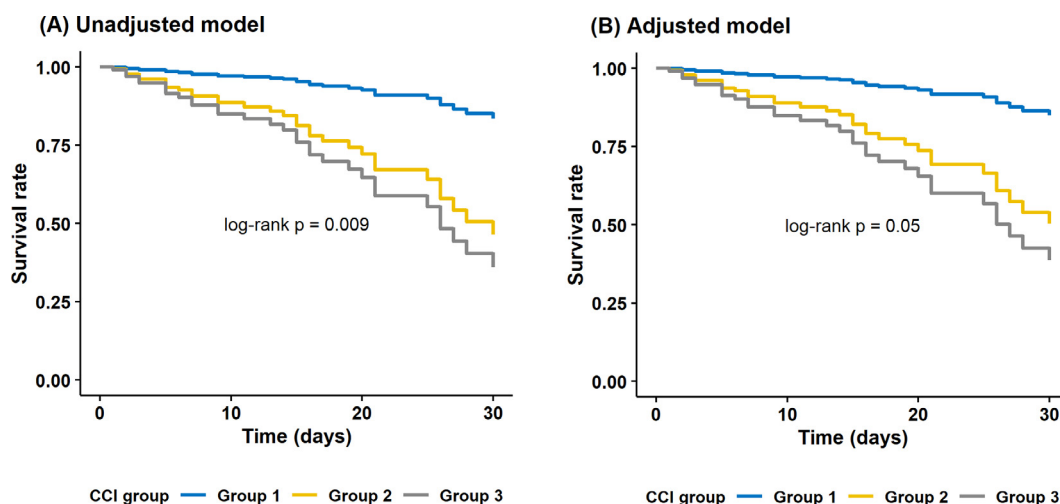 (A) Unadjusted model
Survival rate
1.00
0.75
0.50
0.25
0.00
log-rank p = 0.009
0 10 20 30
Time (days)
CCI group Group 1 Group 2 Group 3
(B) Adjusted model
Survival rate
1.00
0.75
0.50
0.25
0.00
log-rank p = 0.05
0 10 20 30
Time (days)
CCI group Group 1 Group 2 Group 3